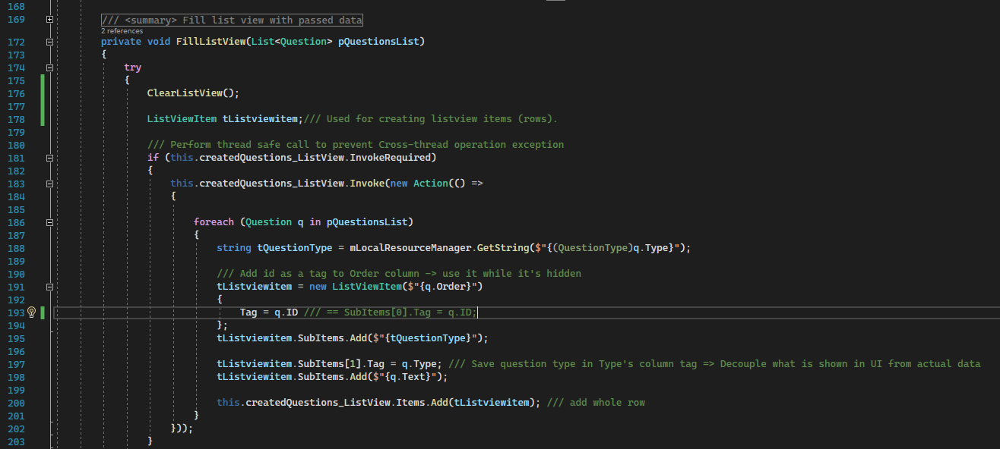 168
169 /// <summary> Fill list view with passed data
2 references
172 private void FillListView(List<Question> pQuestionsList)
173 {
174 try
175 {
176 ClearListView();
177
178 ListViewItem tListviewitem;/// Used for creating listview items (rows).
179
180 /// Perform thread safe call to prevent Cross-thread operation exception
181 if (this.createdQuestions_ListView.InvokeRequired)
182 {
183 this.createdQuestions_ListView.Invoke(new Action(() =>
184 {
185
186 foreach (Question q in pQuestionsList)
187 {
188 string tQuestionType = mLocalResourceManager.GetString($"{(QuestionType)q.Type}");
189
190 /// Add id as a tag to Order column -> use it while it's hidden
191 tListviewitem = new ListViewItem($"{q.Order}")
192 {
193 Tag = q.ID /// == SubItems[0].Tag = q.ID;
194 };
195 tListviewitem.SubItems.Add($"{tQuestionType}");
196
197 tListviewitem.SubItems[1].Tag = q.Type; /// Save question type in Type's column tag => Decouple what is shown in UI from actual data
198 tListviewitem.SubItems.Add($"{q.Text}");
199
200 this.createdQuestions_ListView.Items.Add(tListviewitem); /// add whole row
201 }
202 }));
203 }